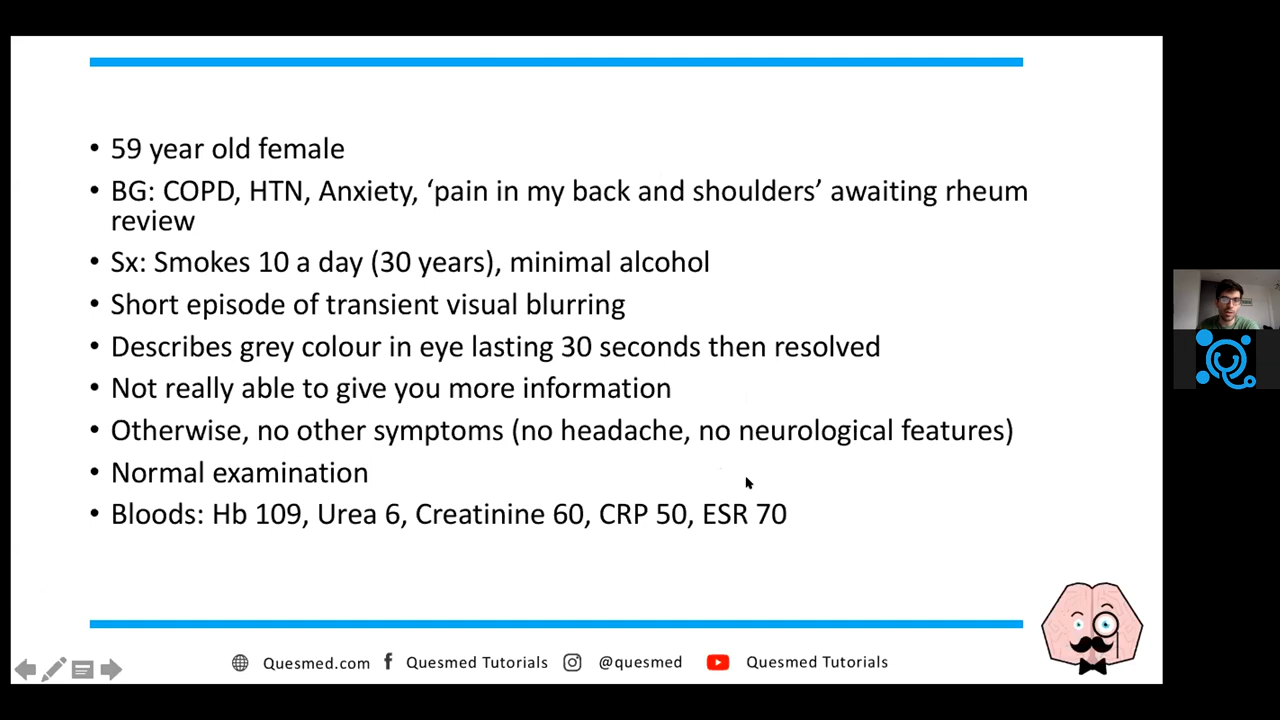 • 59 year old female
• BG: COPD, HTN, Anxiety, ‘pain in my back and shoulders’ awaiting rheum
review
• Sx: Smokes 10 a day (30 years), minimal alcohol
• Short episode of transient visual blurring
• Describes grey colour in eye lasting 30 seconds then resolved
• Not really able to give you more information
• Otherwise, no other symptoms (no headache, no neurological features)
• Normal examination
• Bloods: Hb 109, Urea 6, Creatinine 60, CRP 50, ESR 70
Quesmed.com Quesmed Tutorials @quesmed Quesmed Tutorials